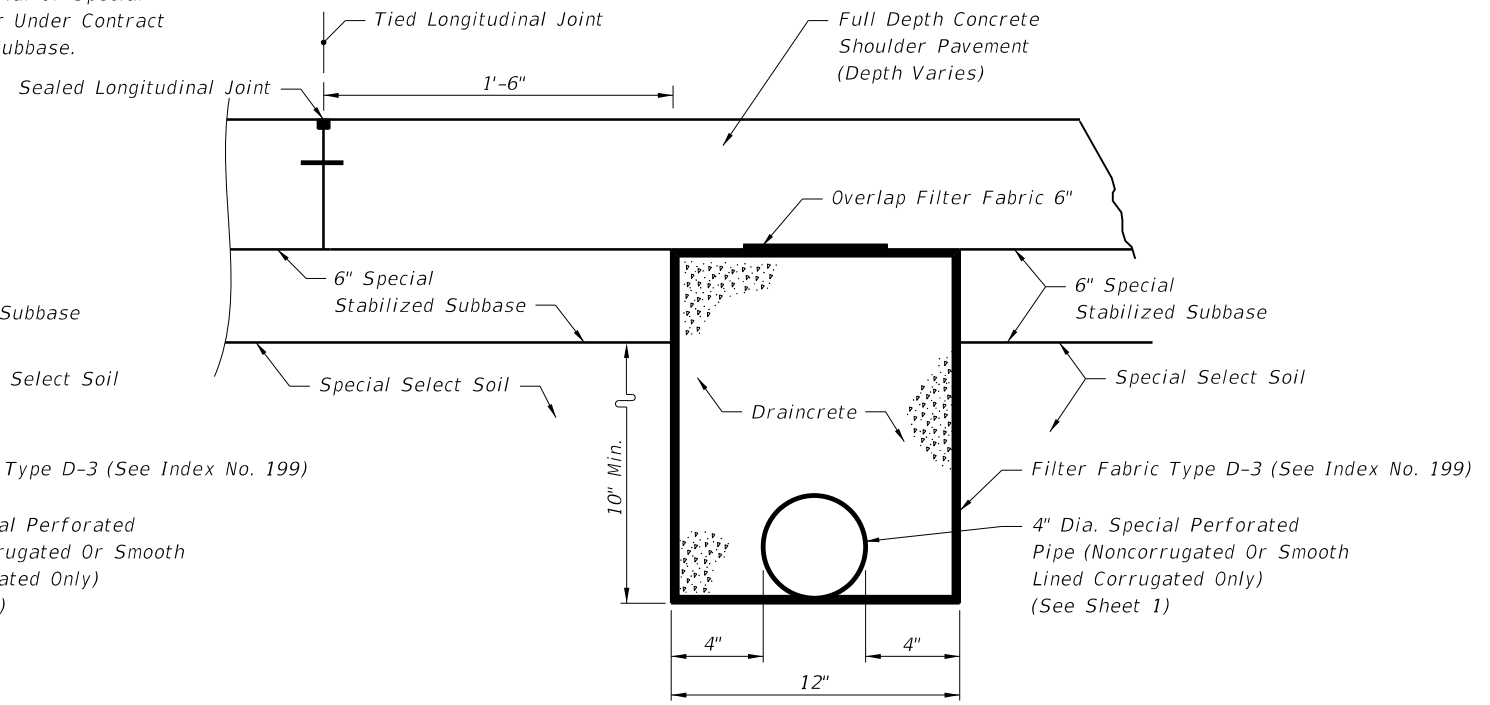 r Under Contract
ubbase.
Tied Longitudinal Joint
Full Depth Concrete
Shoulder Pavement
(Depth Varies)
Sealed Longitudinal Joint
1'-6"
Overlap Filter Fabric 6"
6" Special
Stabilized Subbase
6" Special
Stabilized Subbase
Subbase
Select Soil
Special Select Soil
Special Select Soil
Draincrete
10" Min.
Type D-3 (See Index No. 199)
Filter Fabric Type D-3 (See Index No. 199)
al Perforated
rugated Or Smooth
ated Only)
)
4" Dia. Special Perforated
Pipe (Noncorrugated Or Smooth
Lined Corrugated Only)
(See Sheet 1)
4"
4"
12"